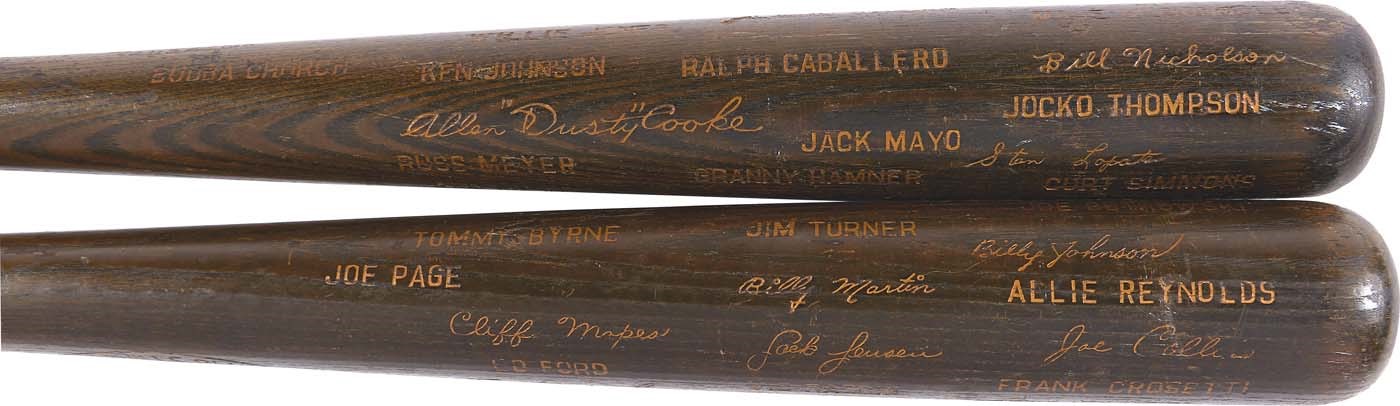 WILLIE
BUBBA CHURCH KEN JOHNSON RALPH CABALLERO Bill Nicholson
Allen "Dusty" Cooke JOCKO THOMPSON
JACK MAYO
RUSS MEYER GRANNY HAMNER Stan Lopata
CURT SIMMONS
TOMMY BYRNE JIM TURNER Billy Johnson
JOE PAGE Billy Martin ALLIE REYNOLDS
Cliff Mapes Jack Jensen Joe Collins
ED FORD FRANK CROSETTI